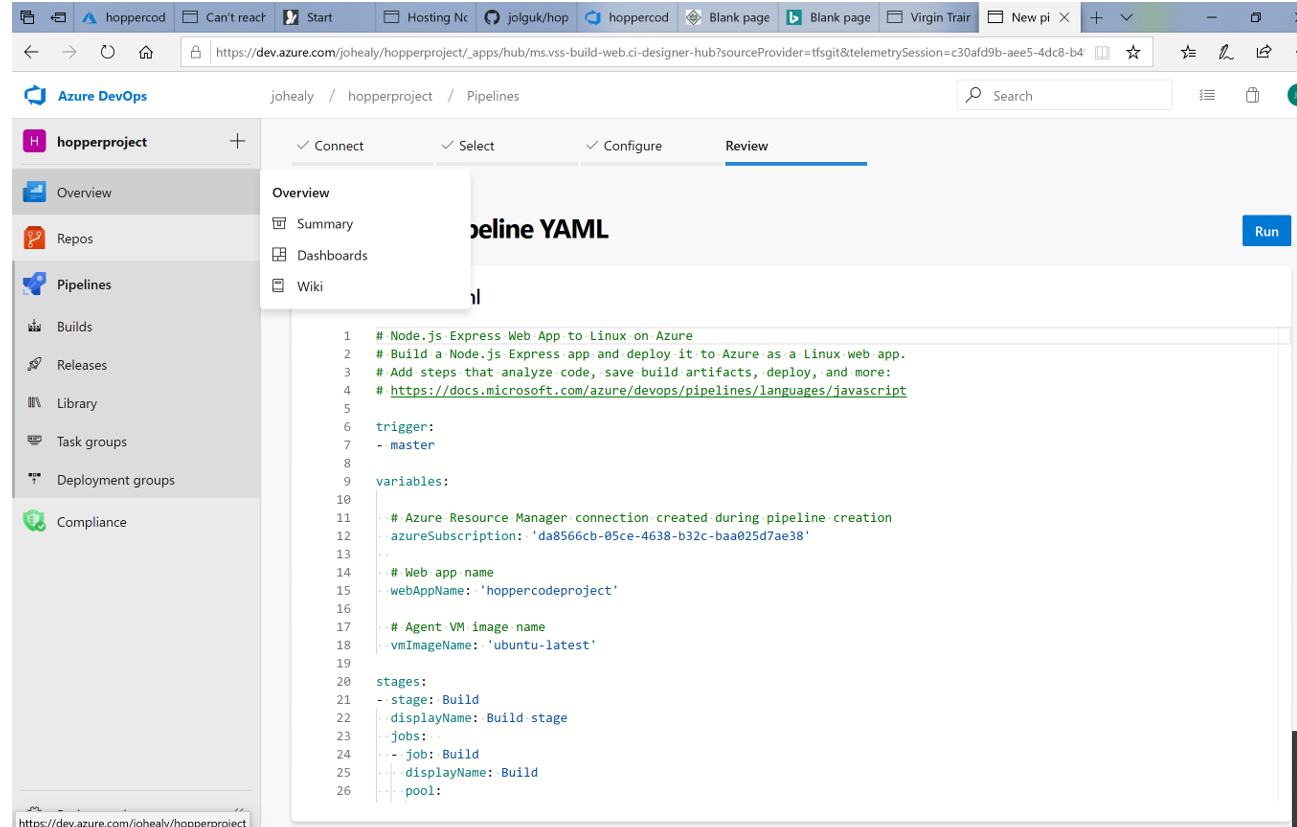 hoppercod
Can't reach
Start
Hosting No
jolguk/hop
hoppercod
Blank page
Blank page
Virgin Train
New pi
https://dev.azure.com/johealy/hopperproject/_apps/hub/ms.vss-build-web.ci-designer-hub?sourceProvider=tfsgit&telemetrySession=c30afd9b-aee5-4dc8-b4
Azure DevOps
johealy / hopperproject / Pipelines
Search
H hopperproject
Connect
Select
Configure
Review
Overview
Repos
Pipelines
Builds
Releases
Library
Task groups
Deployment groups
Compliance
https://dev.azure.com/johealy/hopperproject
Overview
Summary
Dashboards
Wiki
peline YAML
Run
ml
1 # Node.js Express Web App to Linux on Azure
2 # Build a Node.js Express app and deploy it to Azure as a Linux web app.
3 # Add steps that analyze code, save build artifacts, deploy, and more:
4 # https://docs.microsoft.com/azure/devops/pipelines/languages/javascript
5
6 trigger:
7 - master
8
9 variables:
10
11 # Azure Resource Manager connection created during pipeline creation
12 azureSubscription: 'da8566cb-05ce-4638-b32c-baa025d7ae38'
13
14 # Web app name
15 webAppName: 'hoppercodeproject'
16
17 # Agent VM image name
18 vmImageName: 'ubuntu-latest'
19
20 stages:
21 - stage: Build
22 displayName: Build stage
23 jobs:
24 - job: Build
25 displayName: Build
26 pool: